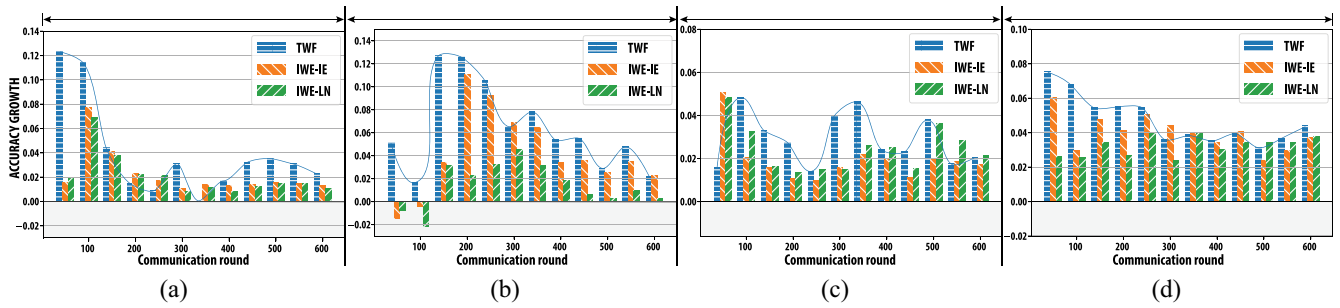 ACCURACY GROWTH
0.14
0.12
0.10
0.08
0.06
0.04
0.02
0.00
−0.02
TWF
IWE-IE
IWE-LN
100 200 300 400 500 600
Communication round
(a)
0.14
0.12
0.10
0.08
0.06
0.04
0.02
0.00
−0.02
TWF
IWE-IE
IWE-LN
100 200 300 400 500 600
Communication round
(b)
0.08
0.06
0.04
0.02
0.00
TWF
IWE-IE
IWE-LN
100 200 300 400 500 600
Communication round
(c)
0.10
0.08
0.06
0.04
0.02
0.00
0.02
TWF
IWE-IE
IWE-LN
100 200 300 400 500 600
Communication round
(d)